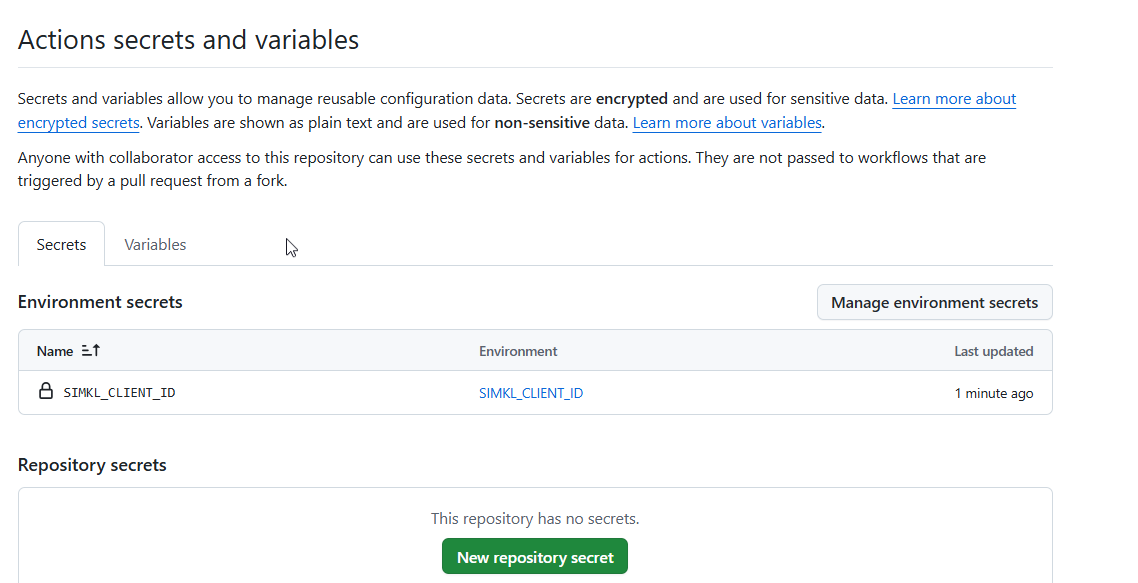 Actions secrets and variables
Secrets and variables allow you to manage reusable configuration data. Secrets are encrypted and are used for sensitive data. Learn more about
encrypted secrets. Variables are shown as plain text and are used for non-sensitive data. Learn more about variables.
Anyone with collaborator access to this repository can use these secrets and variables for actions. They are not passed to workflows that are
triggered by a pull request from a fork.
Secrets Variables
Environment secrets Manage environment secrets
Name Environment Last updated
SIMKL_CLIENT_ID SIMKL_CLIENT_ID 1 minute ago
Repository secrets
This repository has no secrets.
New repository secret